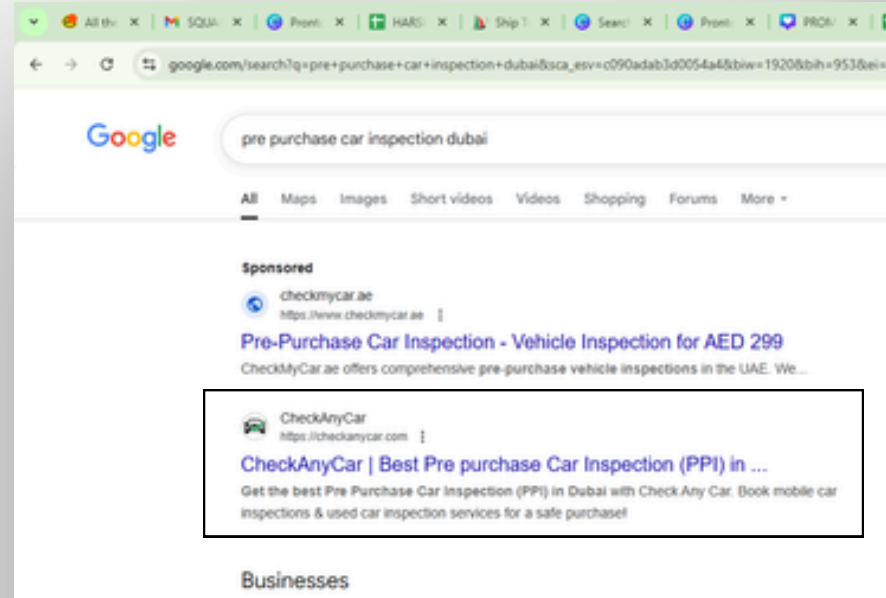 All the
SQUA
Pront
HARS
Ship T
Searc
Pront
PROM
google.com/search?q=pre+purchase+car+inspection+dubai&sca_esv=c090adab3d0054a4&biw=1920&bih=953&ei=
Google
pre purchase car inspection dubai
All Maps Images Short videos Videos Shopping Forums More
Sponsored
checkmycar.ae
https://www.checkmycar.ae
Pre-Purchase Car Inspection - Vehicle Inspection for AED 299
CheckMyCar.ae offers comprehensive pre-purchase vehicle inspections in the UAE. We...
CheckAnyCar
https://checkanycar.com
CheckAnyCar | Best Pre purchase Car Inspection (PPI) in ...
Get the best Pre Purchase Car Inspection (PPI) in Dubai with Check Any Car. Book mobile car
inspections & used car inspection services for a safe purchase!
Businesses